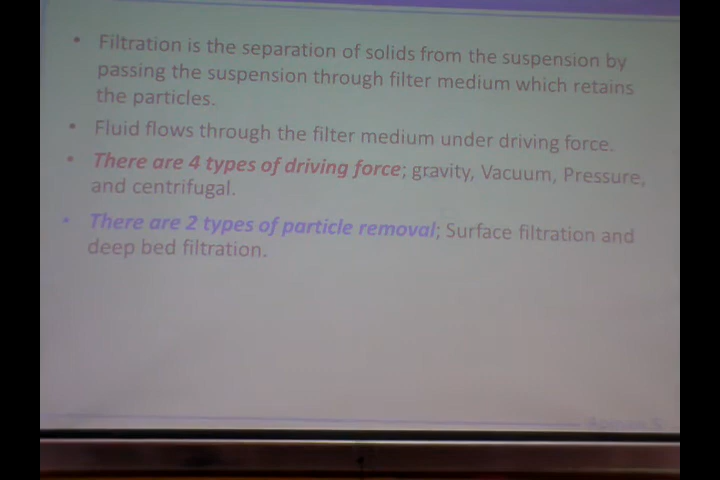 • Filtration is the separation of solids from the suspension by
passing the suspension through filter medium which retains
the particles.
• Fluid flows through the filter medium under driving force.
• There are 4 types of driving force; gravity, Vacuum, Pressure,
and centrifugal.
• There are 2 types of particle removal; Surface filtration and
deep bed filtration.